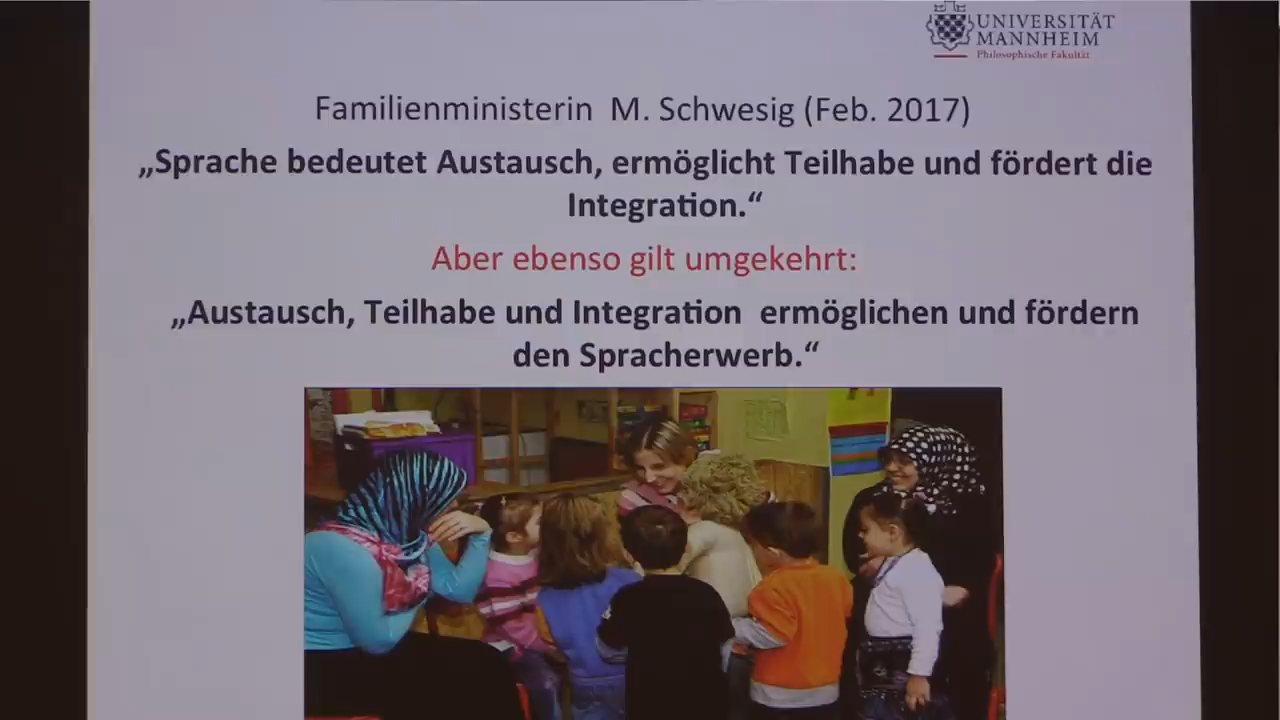 UNIVERSITÄT
MANNHEIM
Philosophische Fakultät
Familienministerin M. Schwesig (Feb. 2017)
„Sprache bedeutet Austausch, ermöglicht Teilhabe und fördert die
Integration.“
Aber ebenso gilt umgekehrt:
„Austausch, Teilhabe und Integration ermöglichen und fördern
den Spracherwerb.“